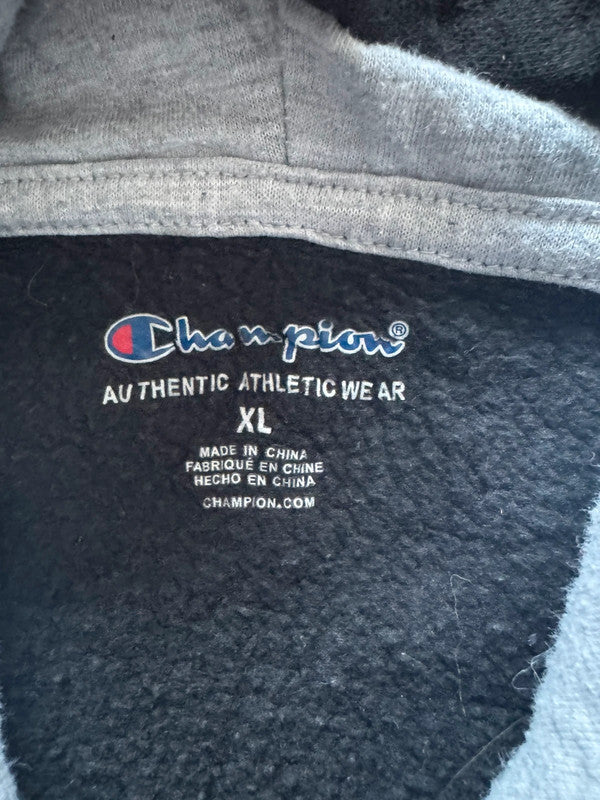 Champion®
AUTHENTIC ATHLETIC WEAR
XL
MADE IN CHINA
FABRIQUÉ EN CHINE
HECHO EN CHINA
CHAMPION.COM